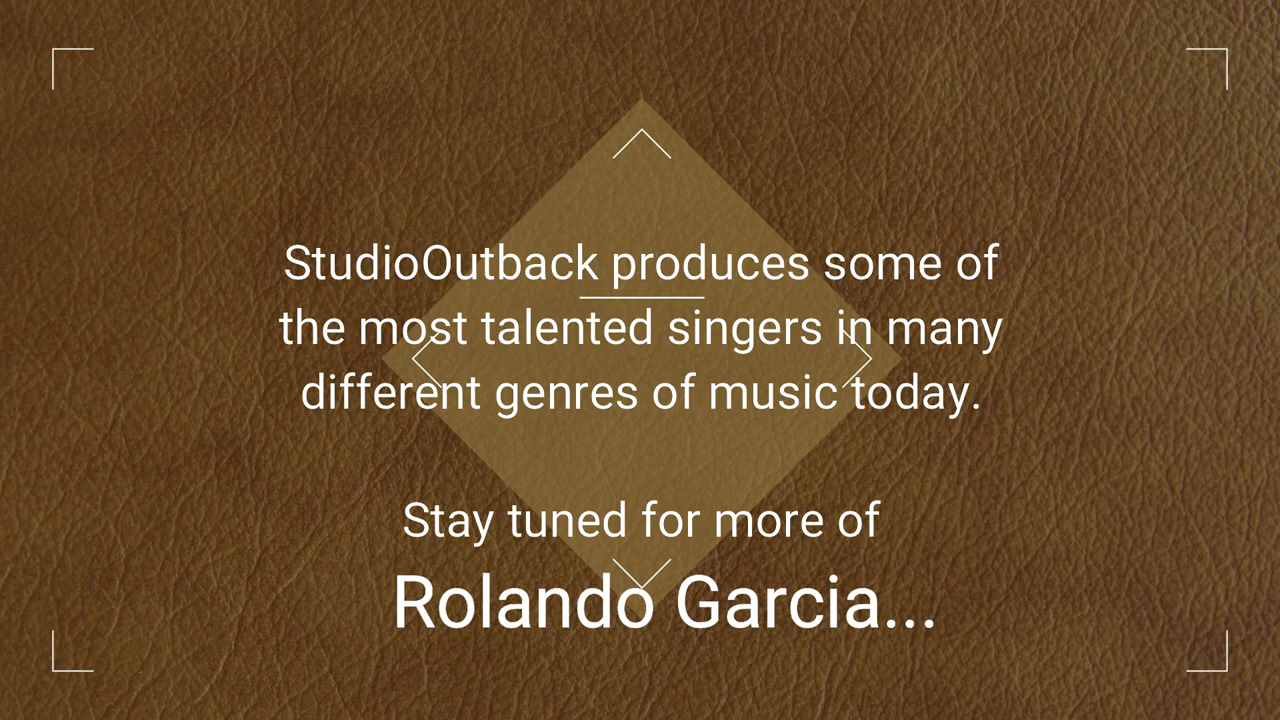 StudioOutback produces some of
the most talented singers in many
different genres of music today.
Stay tuned for more of
Rolando Garcia...